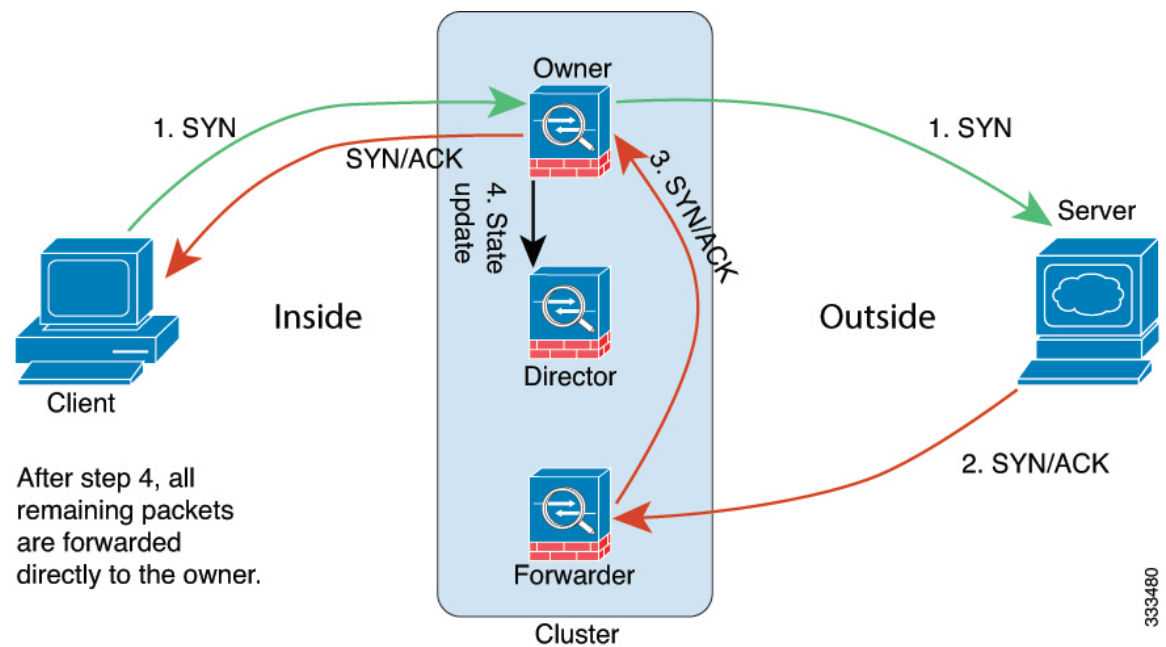 Owner
1. SYN
SYN/ACK
1. SYN
3. SYN/ACK
4. State
update
Server
Inside
Outside
Director
Client
2. SYN/ACK
After step 4, all
remaining packets
are forwarded
directly to the owner.
Forwarder
Cluster
333480